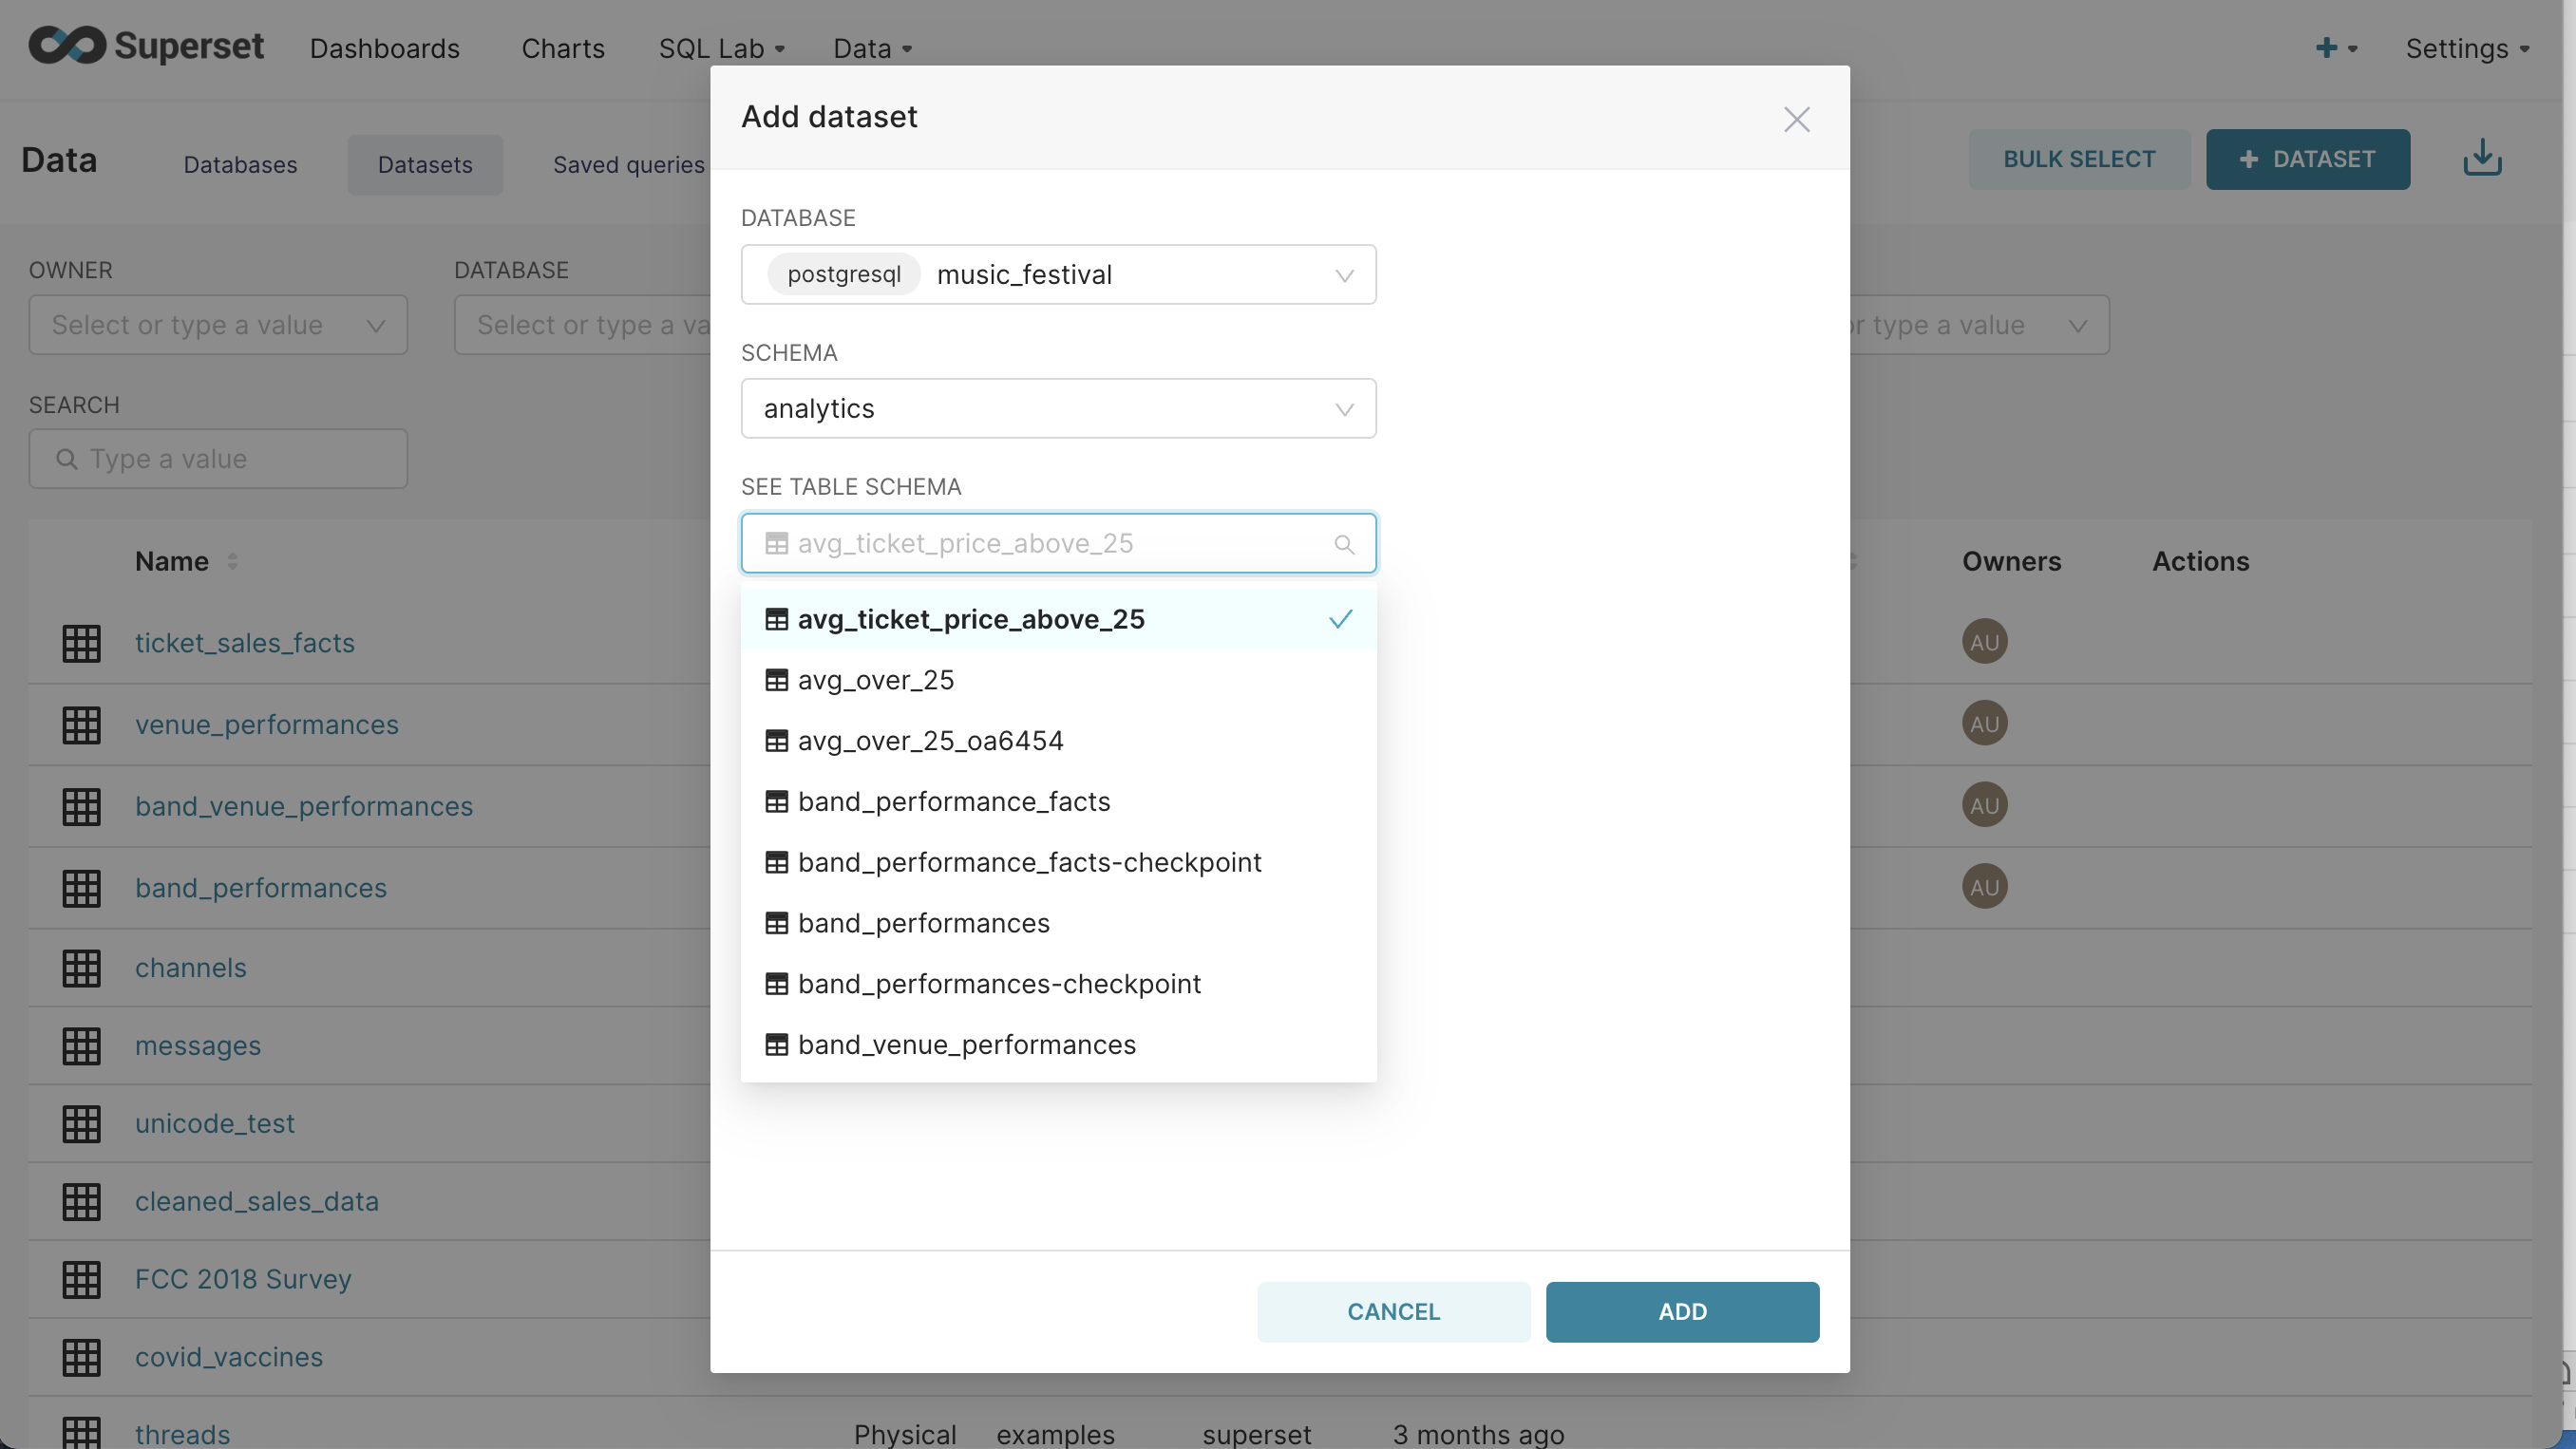 Superset Dashboards Charts SQL Lab Data Settings
Data Databases Datasets Saved queries BULK SELECT + DATASET
OWNER DATABASE
Select or type a value Select or type a va or type a value
SEARCH
Type a value
Name Owners Actions
ticket_sales_facts AU
venue_performances AU
band_venue_performances AU
band_performances AU
channels
messages
unicode_test
cleaned_sales_data
FCC 2018 Survey
covid_vaccines
threads Physical examples superset 3 months ago
Add dataset
DATABASE
postgresql music_festival
SCHEMA
analytics
SEE TABLE SCHEMA
avg_ticket_price_above_25
avg_ticket_price_above_25
avg_over_25
avg_over_25_oa6454
band_performance_facts
band_performance_facts-checkpoint
band_performances
band_performances-checkpoint
band_venue_performances
CANCEL ADD